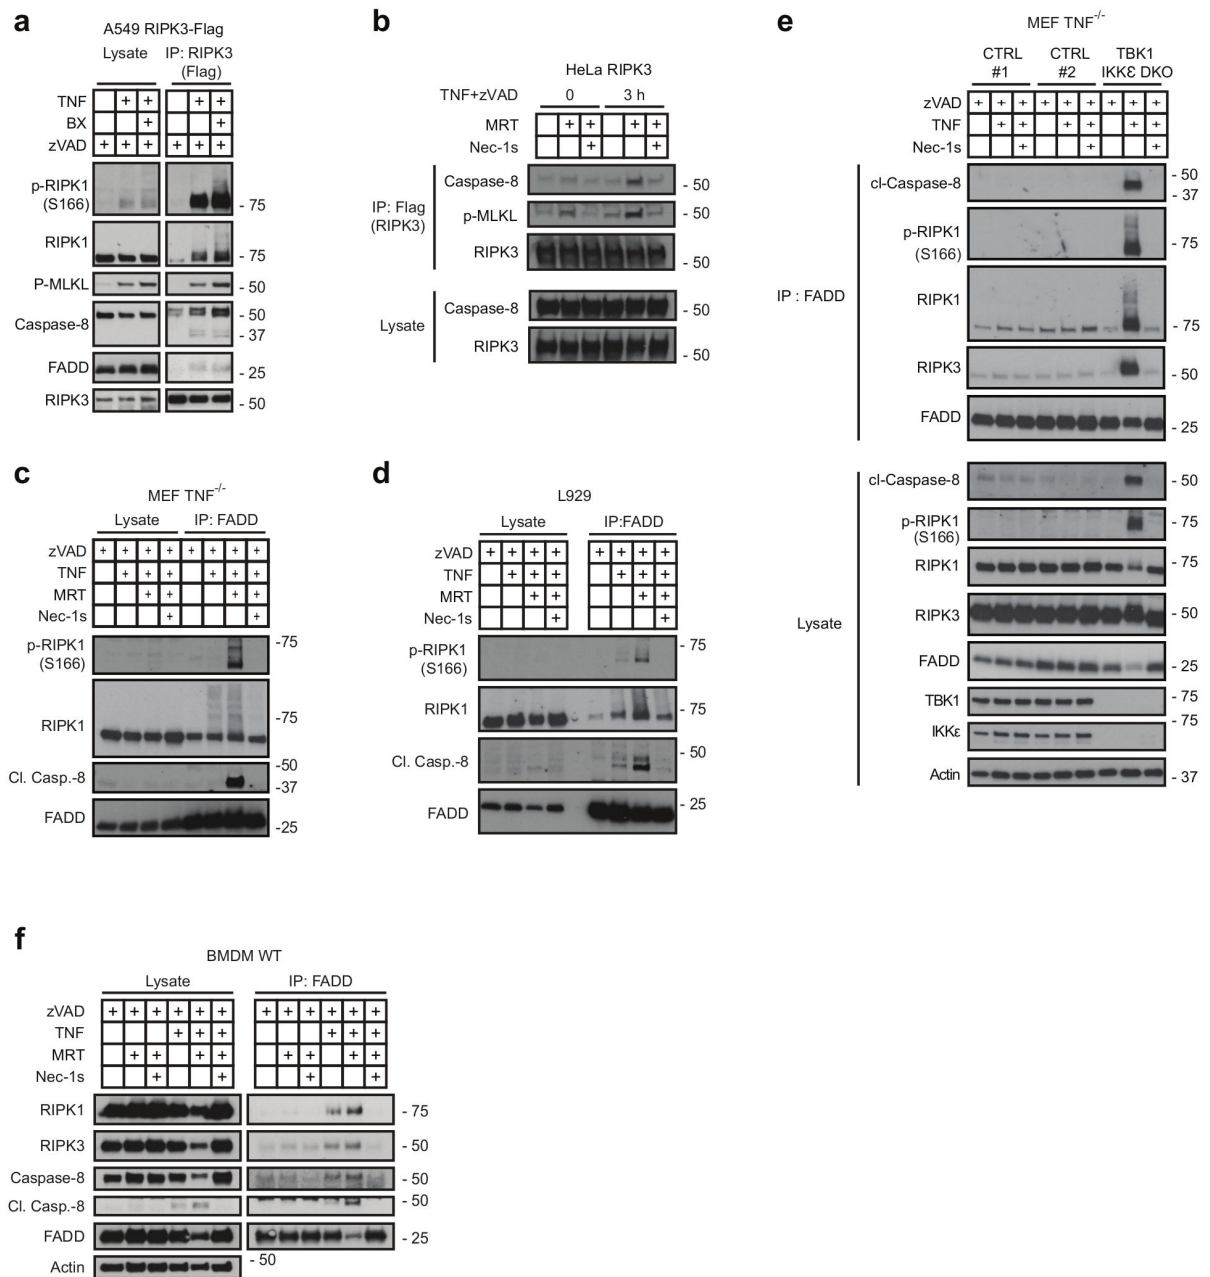 a
A549 RIPK3-Flag
Lysate IP: RIPK3
(Flag)
TNF + + + +
BX + +
zVAD + + + + + +
p-RIPK1
(S166)
- 75
RIPK1
- 75
P-MLKL
- 50
Caspase-8
- 50
- 37
FADD
- 25
RIPK3
- 50
b
HeLa RIPK3
TNF+zVAD 0 3 h
MRT + + + +
Nec-1s + +
IP: Flag
(RIPK3)
Caspase-8 - 50
p-MLKL - 50
RIPK3
- 50
Lysate
Caspase-8 - 50
RIPK3
- 50
c
MEF TNF-/-
Lysate IP: FADD
zVAD + + + + + + + +
TNF + + + + + +
MRT + + + +
Nec-1s + +
p-RIPK1
(S166)
-75
RIPK1
-75
Cl. Casp.-8
-50
-37
FADD
-25
d
L929
Lysate IP:FADD
zVAD + + + + + + + +
TNF + + + + + +
MRT + + + +
Nec-1s + +
p-RIPK1
(S166)
- 75
RIPK1
- 75
Cl. Casp.-8
- 50
FADD
- 25
e
MEF TNF-/-
CTRL CTRL TBK1
#1 #2 IKKƐ DKO
zVAD + + + + + + + + +
TNF + + + + + +
Nec-1s + + +
IP : FADD
cl-Caspase-8
- 50
- 37
p-RIPK1
(S166)
- 75
RIPK1
- 75
RIPK3
- 50
FADD
- 25
Lysate
cl-Caspase-8 - 50
p-RIPK1
(S166)
- 75
RIPK1 - 75
RIPK3 - 50
FADD - 25
TBK1 - 75
- 75
IKKε
Actin - 37
f
BMDM WT
Lysate IP: FADD
zVAD + + + + + + + + + + + +
TNF + + + + + +
MRT + + + + + + + +
Nec-1s + + + +
RIPK1 - 75
RIPK3 - 50
Caspase-8 - 50
Cl. Casp.-8 - 50
FADD - 25
Actin - 50